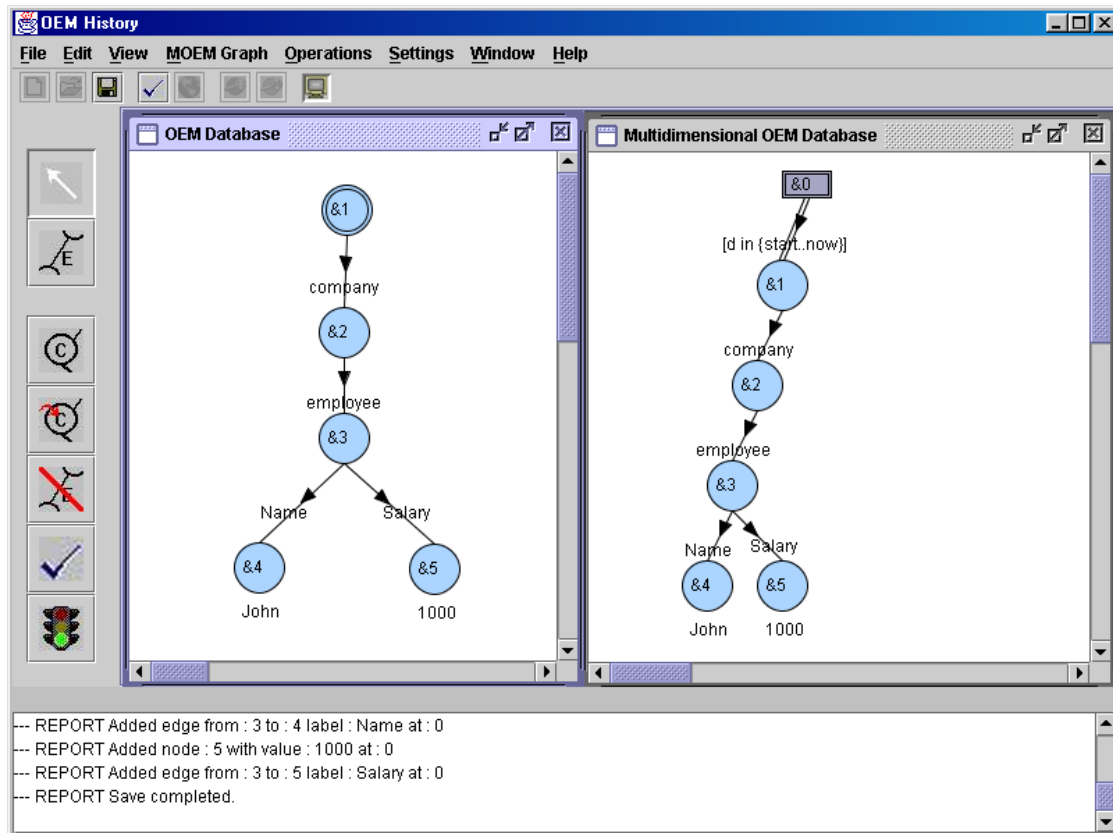 OEM History
File Edit View MOEM Graph Operations Settings Window Help
OEM Database
&1
company
&2
employee
&3
Name Salary
&4 &5
John 1000
Multidimensional OEM Database
&0
[d in {start..now}]
&1
company
&2
employee
&3
Name Salary
&4 &5
John 1000
E
C
C
E
--- REPORT Added edge from : 3 to : 4 label : Name at : 0
--- REPORT Added node : 5 with value : 1000 at : 0
--- REPORT Added edge from : 3 to : 5 label : Salary at : 0
--- REPORT Save completed.